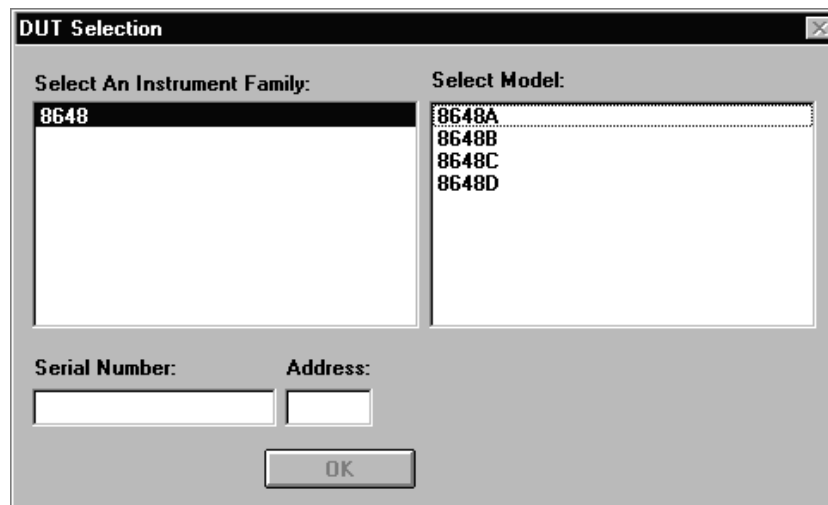 DUT Selection
Select An Instrument Family:
8648
Select Model:
8648A
8648B
8648C
8648D
Serial Number:
Address:
OK